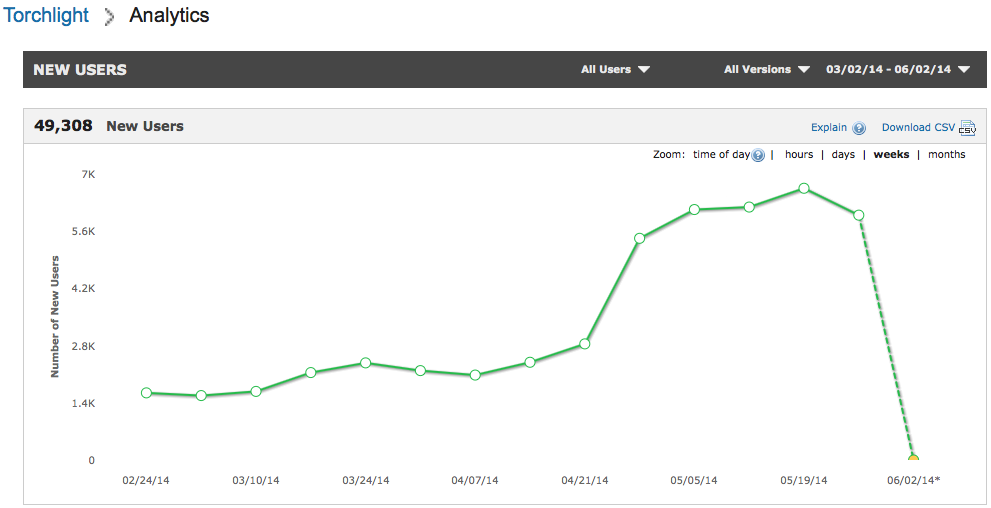 Torchlight Analytics
NEW USERS All Users All Versions 03/02/14 - 06/02/14
49,308 New Users Explain ? Download CSV CSV
Zoom: time of day ? | hours | days | weeks | months
7K
5.6K
4.2K
2.8K
1.4K
0
Number of New Users
02/24/14 03/10/14 03/24/14 04/07/14 04/21/14 05/05/14 05/19/14 06/02/14*